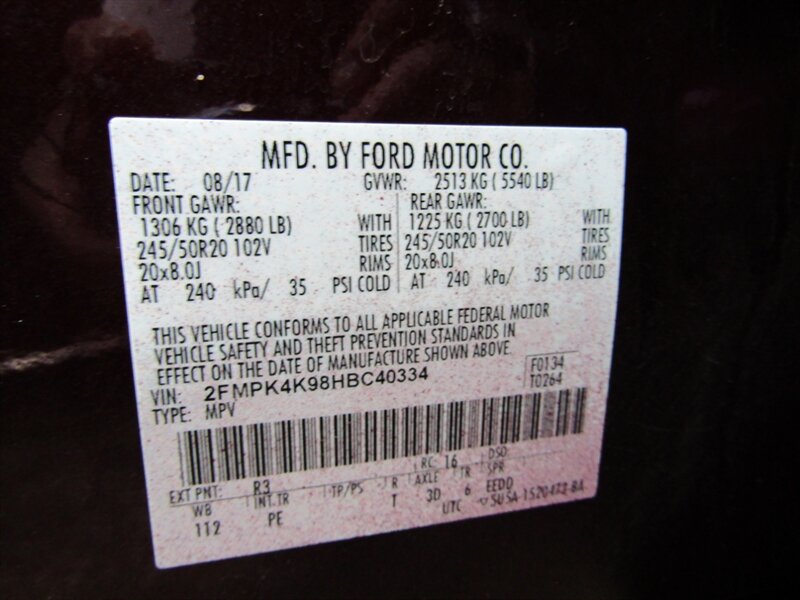 MFD. BY FORD MOTOR CO.
DATE: 08/17 GVWR: 2513 KG ( 5540 LB)
FRONT GAWR: REAR GAWR:
1306 KG ( 2880 LB) WITH 1225 KG ( 2700 LB) WITH
245/50R20 102V TIRES 245/50R20 102V TIRES
20x8.0J RIMS 20x8.0J RIMS
AT 240 kPa/ 35 PSI COLD AT 240 kPa/ 35 PSI COLD
THIS VEHICLE CONFORMS TO ALL APPLICABLE FEDERAL MOTOR
VEHICLE SAFETY AND THEFT PREVENTION STANDARDS IN
EFFECT ON THE DATE OF MANUFACTURE SHOWN ABOVE.
VIN: 2FMPK4K98HBC40334 F0134
TYPE: MPV T0264
EXT PNT: R3 RC: 16 DSO:
WB INT.TR TP/PS R AXLE TR SPR
112 PE T 3D 6 EEDD
UTC